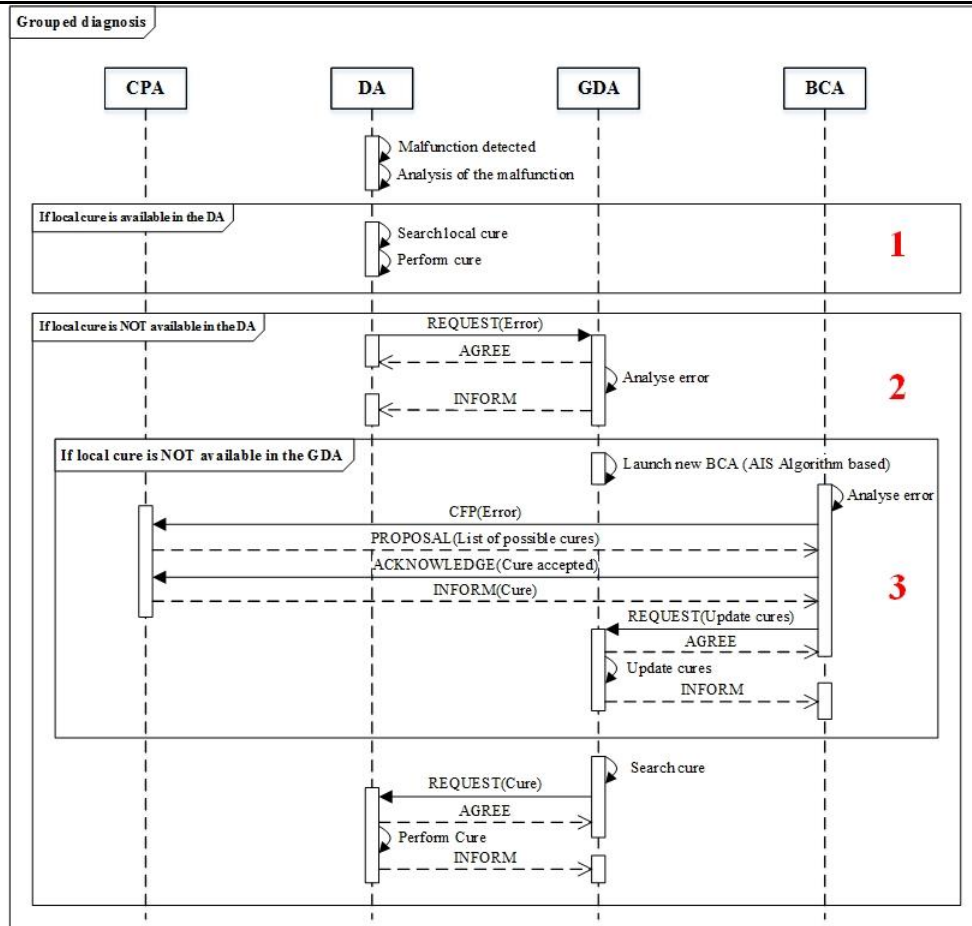 Grouped diagnosis
CPA
DA
GDA
BCA
Malfunction detected
Analysis of the malfunction
If local cure is available in the DA
Search local cure
1
Perform cure
If local cure is NOT available in the DA
REQUEST(Error)
AGREE
Analyse error
2
INFORM
If local cure is NOT available in the GDA
Launch new BCA (AIS Algorithm based)
Analyse error
CFP(Error)
PROPOSAL(List of possible cures)
ACKNOWLEDGE(Cure accepted)
INFORM(Cure)
3
REQUEST(Update cures)
AGREE
Update cures
INFORM
Search cure
REQUEST(Cure)
AGREE
Perform Cure
INFORM